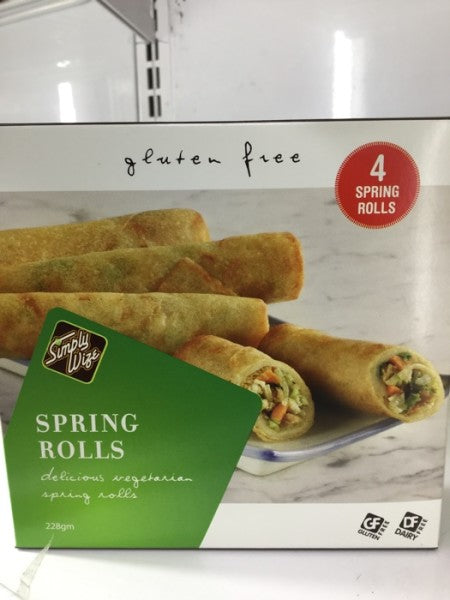 gluten free
4
SPRING
ROLLS
Simply
Wize
SPRING
ROLLS
delicious vegetarian
spring rolls
228gm
GF
GLUTEN FREE
DF
DAIRY FREE